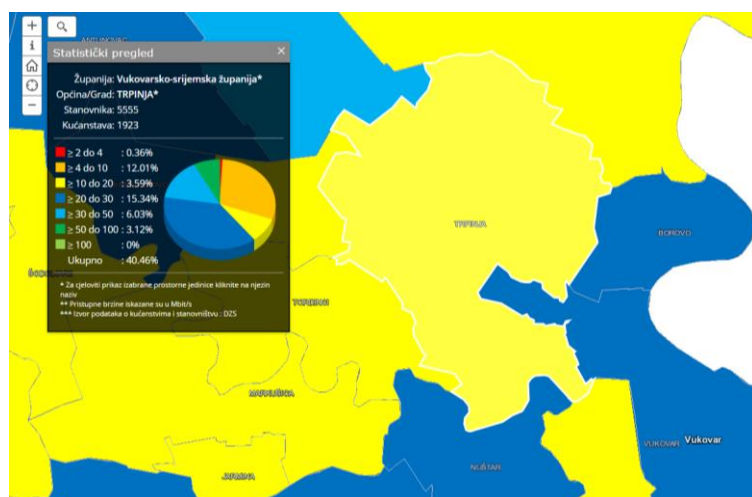 ANTUNOVAC
Statistički pregled
Županija: Vukovarsko-srijemska županija*
Općina/Grad: TRPINJA*
Stanovnika: 5555
Kućanstava: 1923
≥ 2 do 4 : 0.36%
≥ 4 do 10 : 12.01%
≥ 10 do 20 : 3.59%
≥ 20 do 30 : 15.34%
≥ 30 do 50 : 6.03%
≥ 50 do 100 : 3.12%
≥ 100 : 0%
Ukupno : 40.46%
* Za cjeloviti prikaz izabrane prostorne jedinice kliknite na njezin
naziv
** Pristupne brzine iskazane su u Mbit/s
*** Izvor podataka o kućanstvima i stanovništvu : DZS
TRPINJA
BOROVO
MARKUŠICA
JARMINA
NUŠTAR
VUKOVAR Vukovar